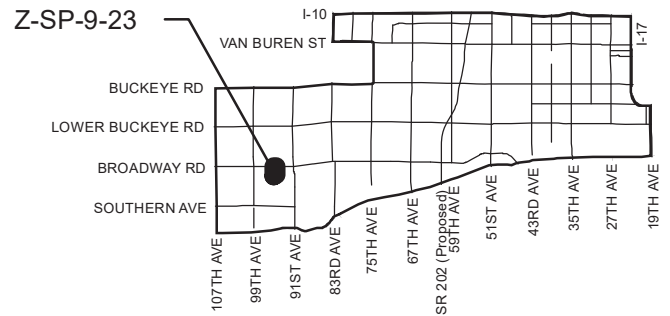 Z-SP-9-23
I-10
I-17
VAN BUREN ST
BUCKEYE RD
LOWER BUCKEYE RD
BROADWAY RD
SOUTHERN AVE
107TH AVE
99TH AVE
91ST AVE
83RD AVE
75TH AVE
67TH AVE
SR 202 (Proposed)
59TH AVE
51ST AVE
43RD AVE
35TH AVE
27TH AVE
19TH AVE